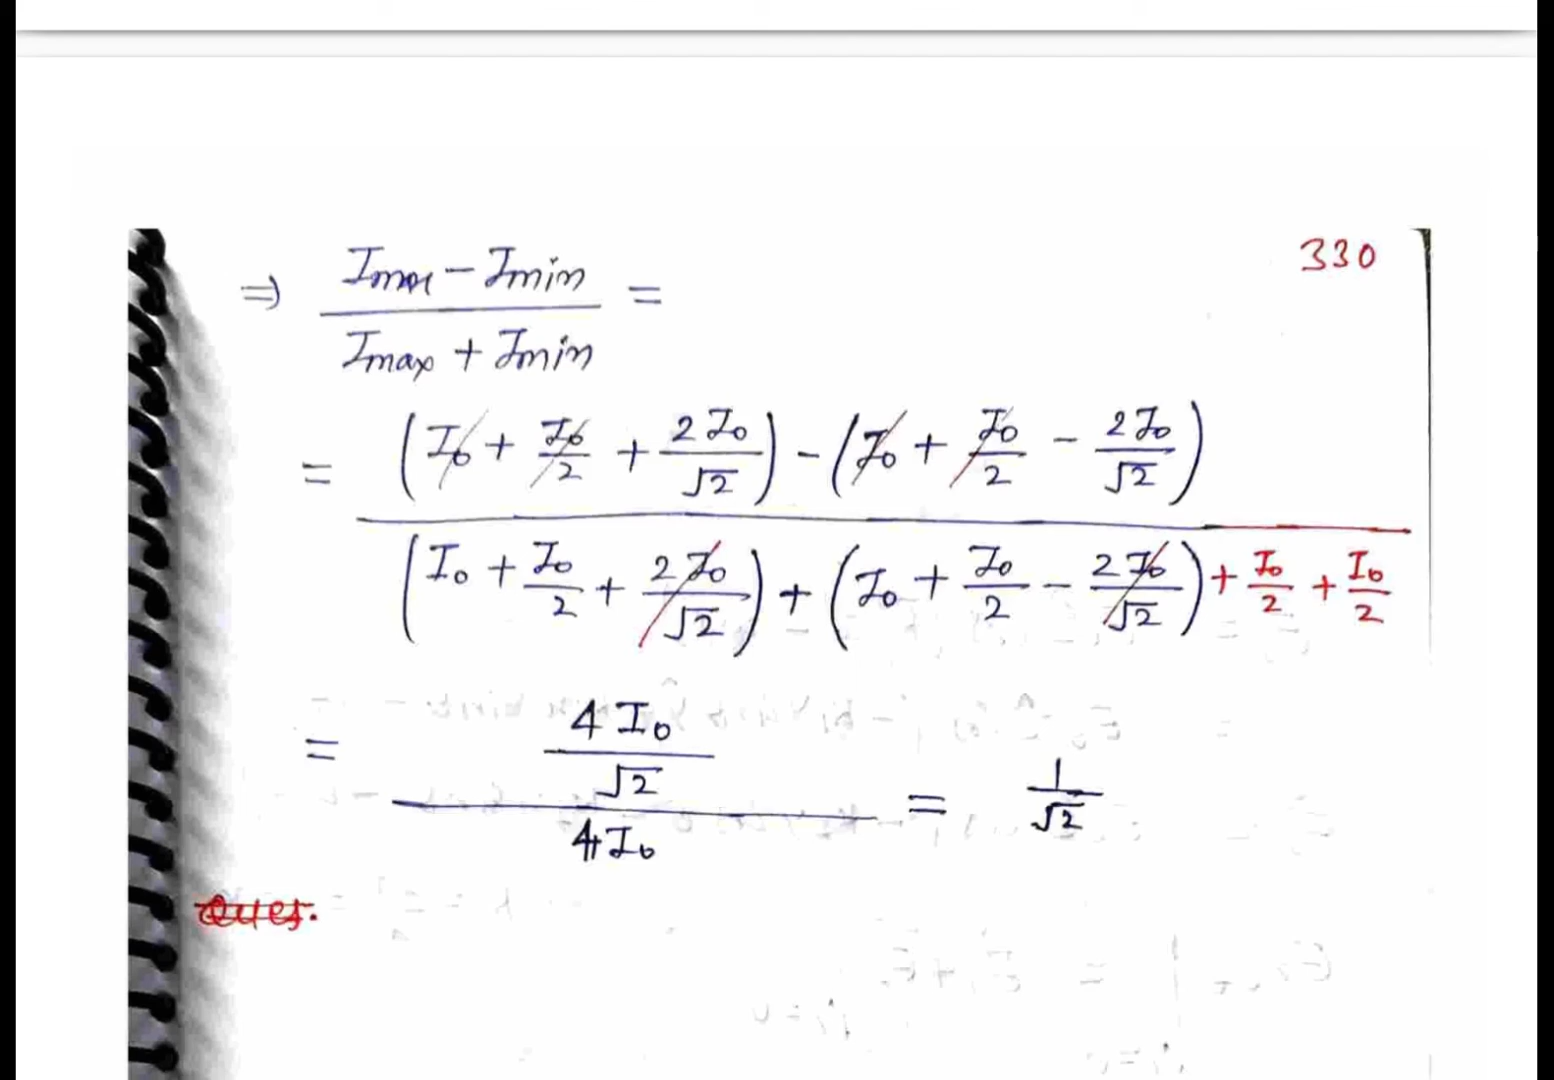 330
⇒ (Imax − Imin) / (Imax + Imin) =
= ((I₀ + I₀/2 + 2I₀/√2) − (I₀ + I₀/2 − 2I₀/√2)) / ((I₀ + I₀/2 + 2I₀/√2) + (I₀ + I₀/2 − 2I₀/√2) + I₀/2 + I₀/2)
= (4I₀/√2) / 4I₀ = 1/√2
Ques.